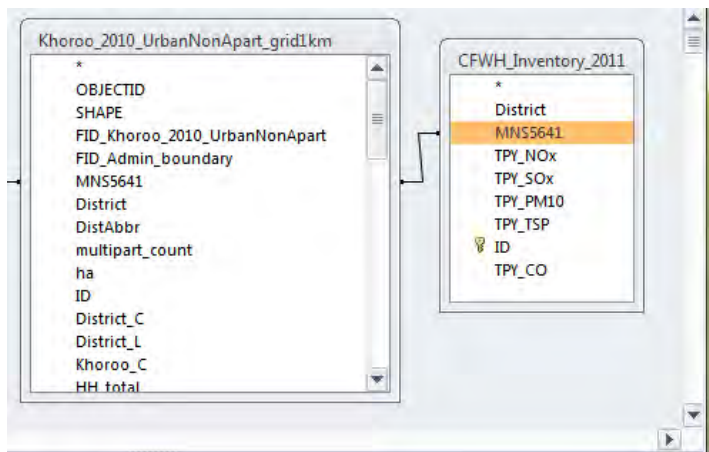 Khoroo_2010_UrbanNonApart_grid1km
*
OBJECTID
SHAPE
FID_Khoroo_2010_UrbanNonApart
FID_Admin_boundary
MNS5641
District
DistAbbr
multipart_count
ha
ID
District_C
District_L
Khoroo_C
HH_total
CFWH_Inventory_2011
*
District
MNS5641
TPY_NOx
TPY_SOx
TPY_PM10
TPY_TSP
ID
TPY_CO